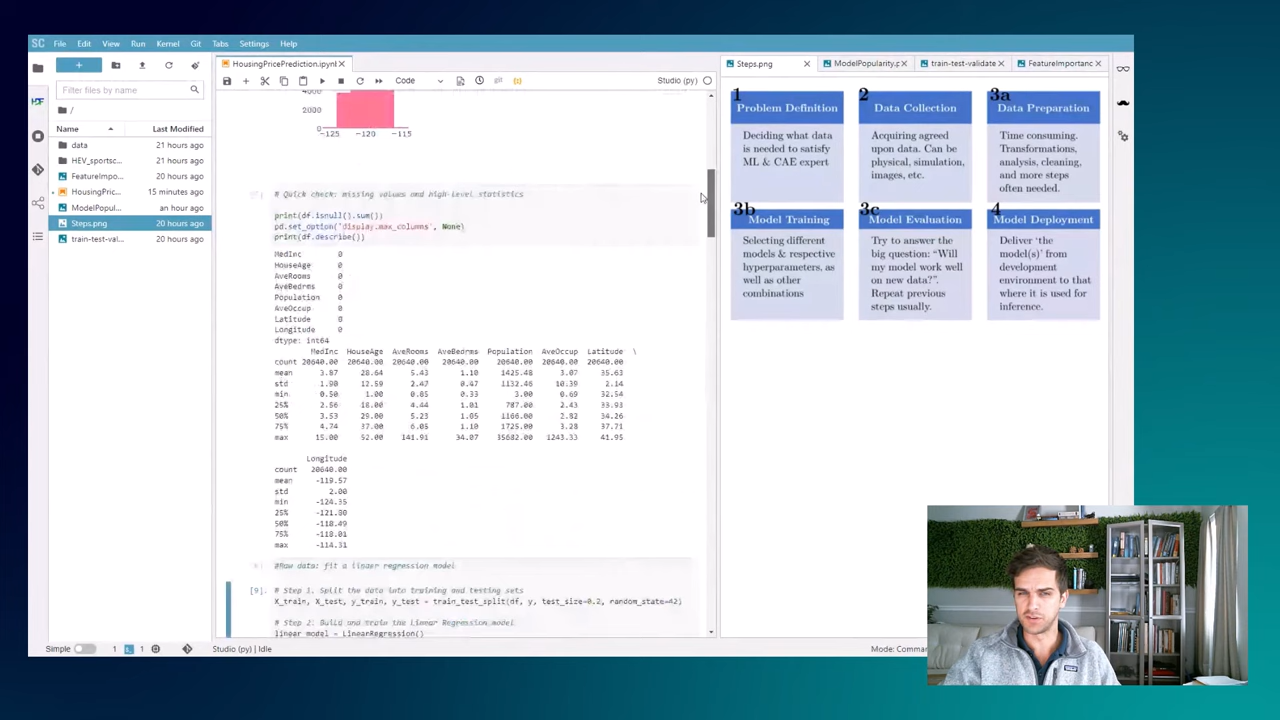 SC File Edit View Run Kernel Git Tabs Settings Help
+
Filter files by name
/
Name Last Modified
data 21 hours ago
HEV_sportsc... 21 hours ago
FeatureImpo... 21 hours ago
HousingPric... 15 minutes ago
ModelPopul... an hour ago
Steps.png 20 hours ago
train-test-val... 20 hours ago
Simple 1 1 Studio (py) | Idle Mode: Comman
HousingPricePrediction.ipynb
Code Studio (py)
4000
2000
0
-125 -120 -115
# Quick check: missing values and high-level statistics
print(df.isnull().sum())
pd.set_option('display.max_columns', None)
print(df.describe())
MedInc 0
HouseAge 0
AveRooms 0
AveBedrms 0
Population 0
AveOccup 0
Latitude 0
Longitude 0
dtype: int64
MedInc HouseAge AveRooms AveBedrms Population AveOccup Latitude \
count 20640.00 20640.00 20640.00 20640.00 20640.00 20640.00 20640.00
mean 3.87 28.64 5.43 1.10 1425.48 3.07 35.63
std 1.90 12.59 2.47 0.47 1132.46 10.39 2.14
min 0.50 1.00 0.85 0.33 3.00 0.69 32.54
25% 2.56 18.00 4.44 1.01 787.00 2.43 33.93
50% 3.53 29.00 5.23 1.05 1166.00 2.82 34.26
75% 4.74 37.00 6.05 1.10 1725.00 3.28 37.71
max 15.00 52.00 141.91 34.07 35682.00 1243.33 41.95
Longitude
count 20640.00
mean -119.57
std 2.00
min -124.35
25% -121.80
50% -118.49
75% -118.01
max -114.31
#Raw data: fit a linear regression model
[9]:
# Step 1. Split the data into training and testing sets
X_train, X_test, y_train, y_test = train_test_split(df, y, test_size=0.2, random_state=42)
# Step 2. Build and train the Linear Regression model
linear_model = LinearRegression()
Steps.png ModelPopularity.p train-test-validate FeatureImportanc
1
Problem Definition
Deciding what data
is needed to satisfy
ML & CAE expert
2
Data Collection
Acquiring agreed
upon data. Can be
physical, simulation,
images, etc.
3a
Data Preparation
Time consuming.
Transformations,
analysis, cleaning,
and more steps
often needed.
3b
Model Training
Selecting different
models & respective
hyperparameters, as
well as other
combinations
3c
Model Evaluation
Try to answer the
big question: “Will
my model work well
on new data?”.
Repeat previous
steps usually.
4
Model Deployment
Deliver ‘the
model(s)’ from
development
environment to that
where it is used for
inference.